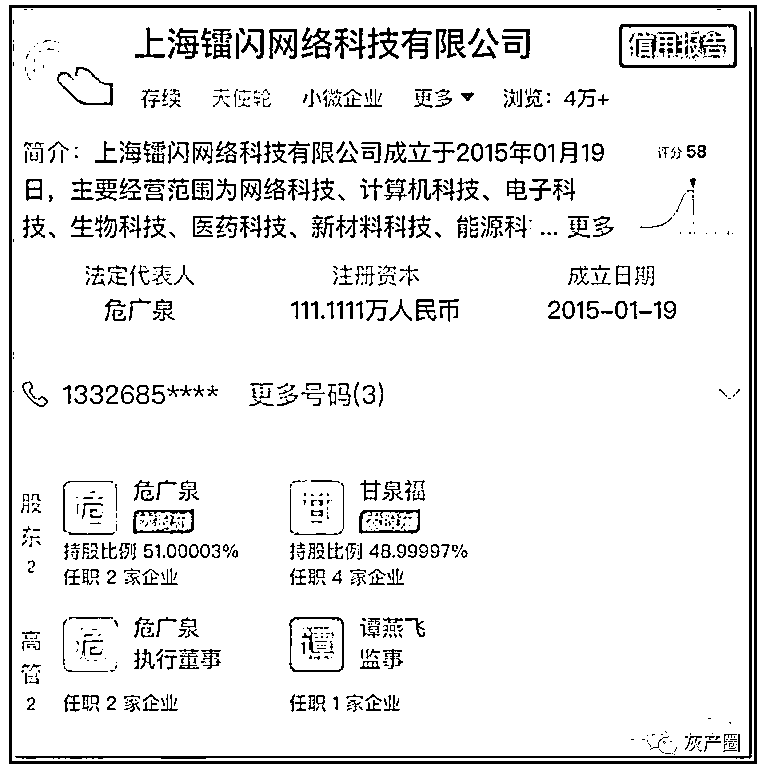 上海镭闪网络科技有限公司
信用报告
存续 天使轮 小微企业 更多 浏览：4万+
简介：上海镭闪网络科技有限公司成立于2015年01月19
日，主要经营范围为网络科技、计算机科技、电子科
技、生物科技、医药科技、新材料科技、能源科 ... 更多
评分 58
法定代表人 注册资本 成立日期
危广泉 111.1111万人民币 2015-01-19
1332685**** 更多号码(3)
股东 2
危 危广泉
大股东
持股比例 51.00003%
任职 2 家企业
甘 甘泉福
持股比例 48.99997%
任职 4 家企业
高管 2
危 危广泉
执行董事
任职 2 家企业
谭 谭燕飞
监事
任职 1 家企业
灰产圈